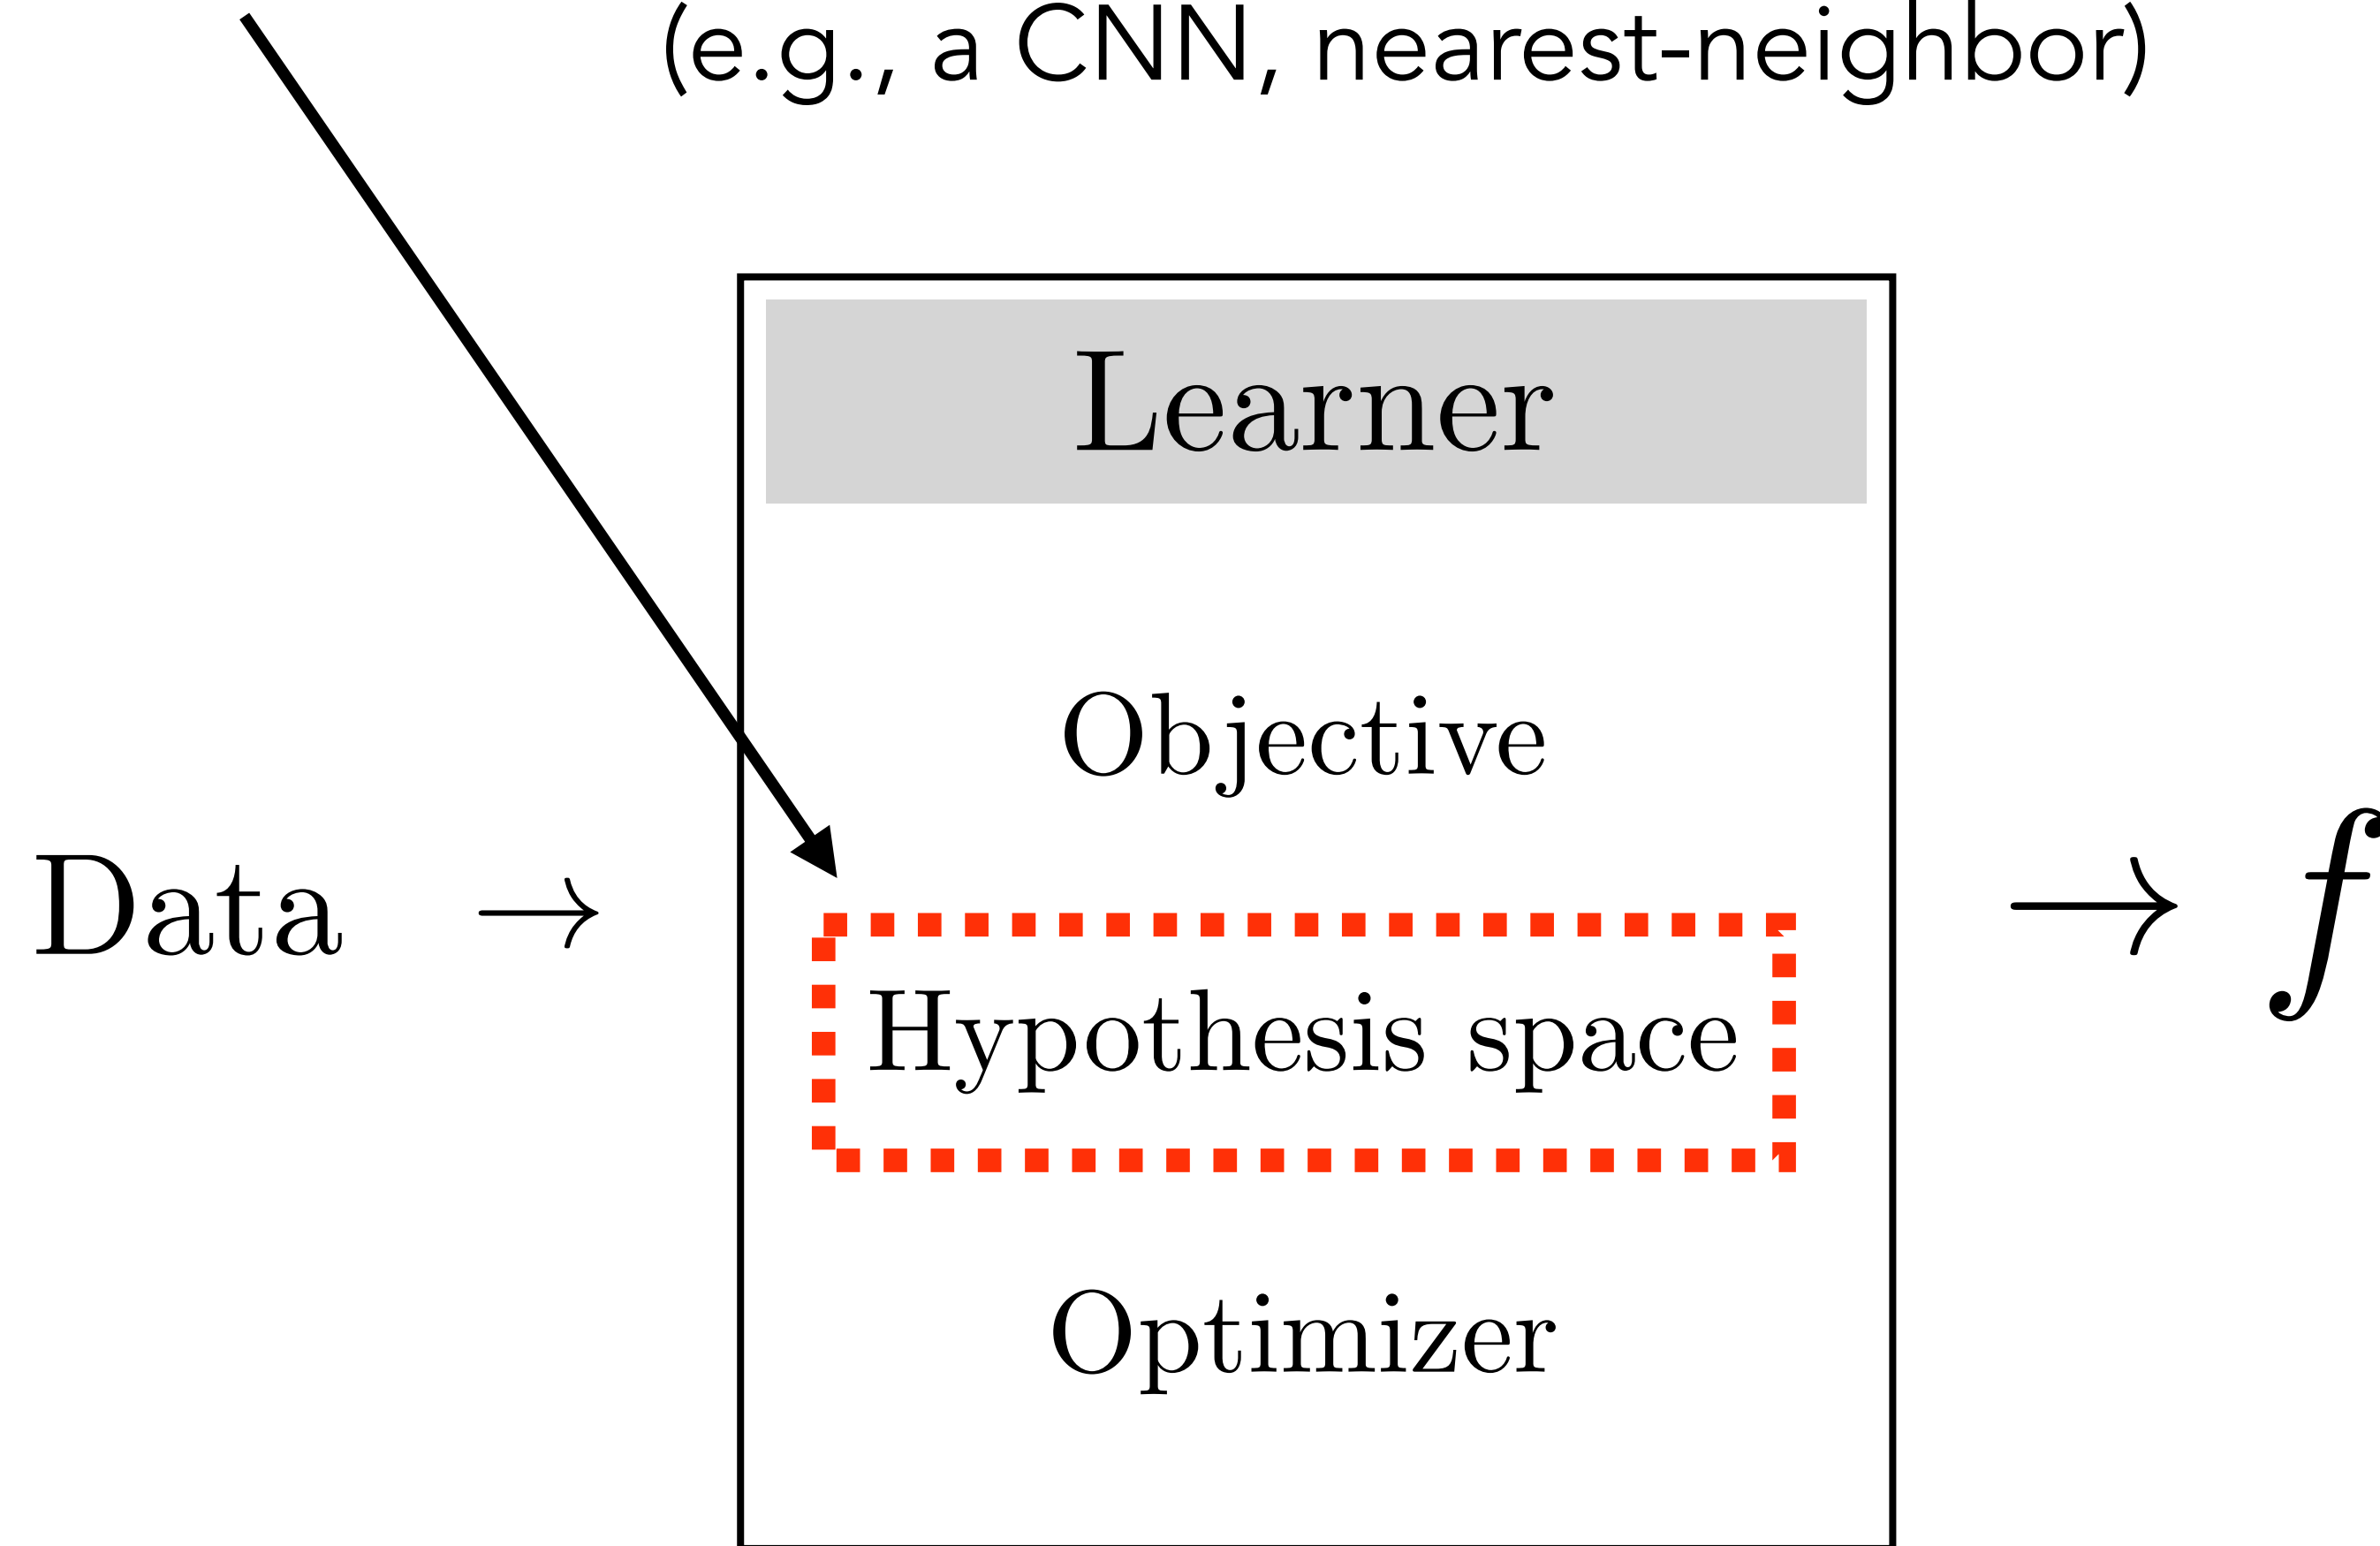 (e.g., a CNN, nearest-neighbor)
Learner
Objective
Data → 
Hypothesis space
→ f
Optimizer